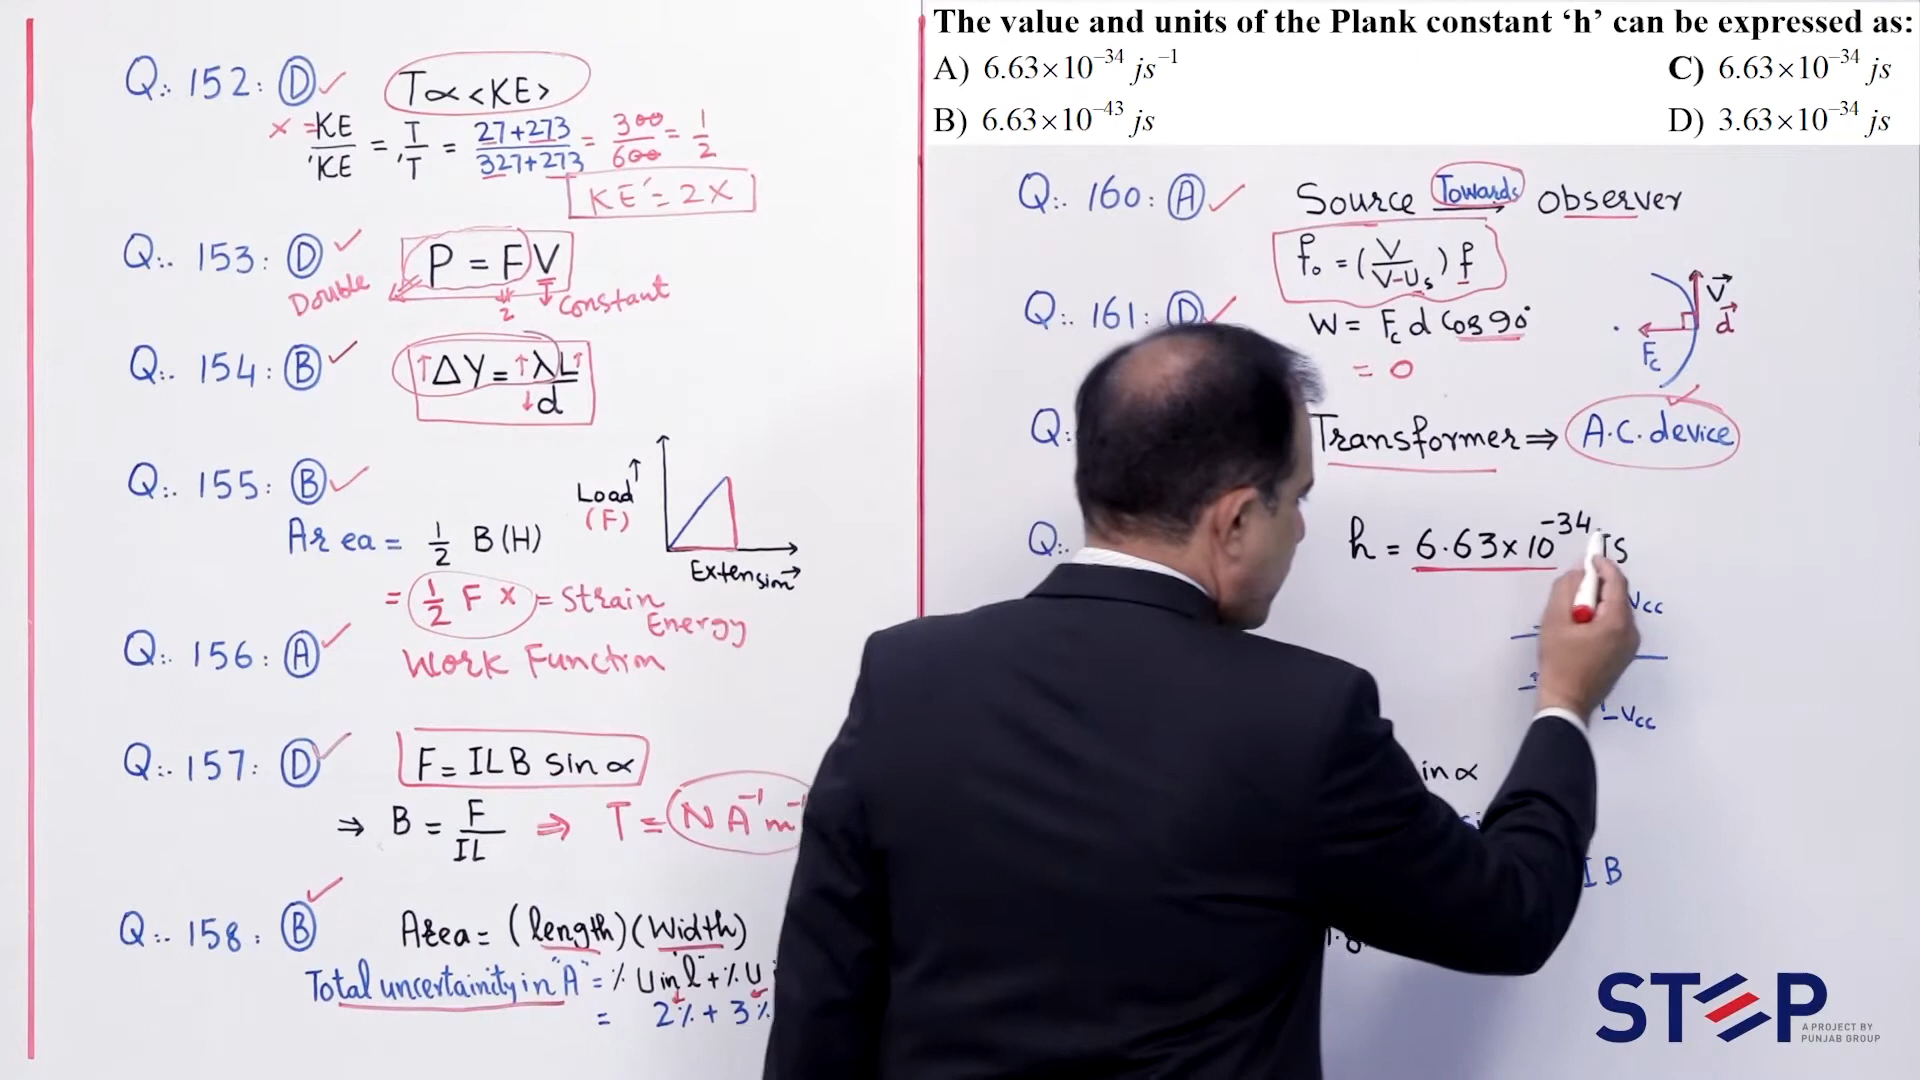 The value and units of the Plank constant ‘h’ can be expressed as:
A) 6.63×10⁻³⁴ js⁻¹
C) 6.63×10⁻³⁴ js
B) 6.63×10⁻⁴³ js
D) 3.63×10⁻³⁴ js
Q:. 152: D ✓ T∝<KE>
x = KE/'KE = T/'T = 27+273/327+273 = 300/600 = 1/2
KE' = 2X
Q:. 153: D ✓ P = FV
Double 2 Constant
Q:. 154: B ✓ ↑ΔY = ↑λL↑/↓d
Q:. 155: B ✓
Load↑
(F)
Extension→
Area = 1/2 B(H)
= 1/2 F x = Strain Energy
Q:. 156: A ✓ Work Function
Q:. 157: D ✓ F = ILB Sin α
⇒ B = F/IL ⇒ T = N A⁻¹ m⁻
Q:. 158: B ✓ Area = (length)(Width)
Total uncertainity in "A" = % U in "l" + % U
= 2% + 3%
Q:. 160: A ✓ Source Towards Observer
fₒ = (V/V-Uₛ) f
Q:. 161: D ✓ W = Fc d Cos 90°
= 0
V
d
Fc
Q: Transformer ⇒ A.C. device ✓
Q:. h = 6.63×10⁻³⁴ Js
Vcc
-Vcc
in α
I B
STEP
A PROJECT BY
PUNJAB GROUP